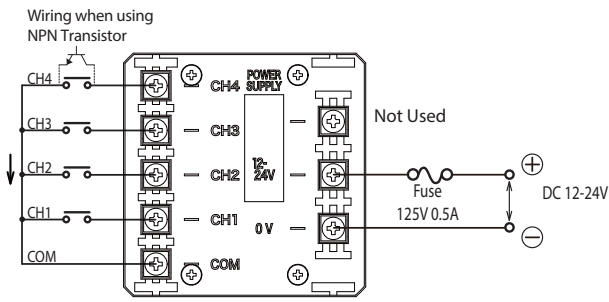 Wiring when using
NPN Transistor
CH4
CH3
CH2
CH1
COM
CH4
CH3
CH2
CH1
COM
POWER
SUPPLY
12-
24V
0 V
Not Used
Fuse
125V 0.5A
+
DC 12-24V
−